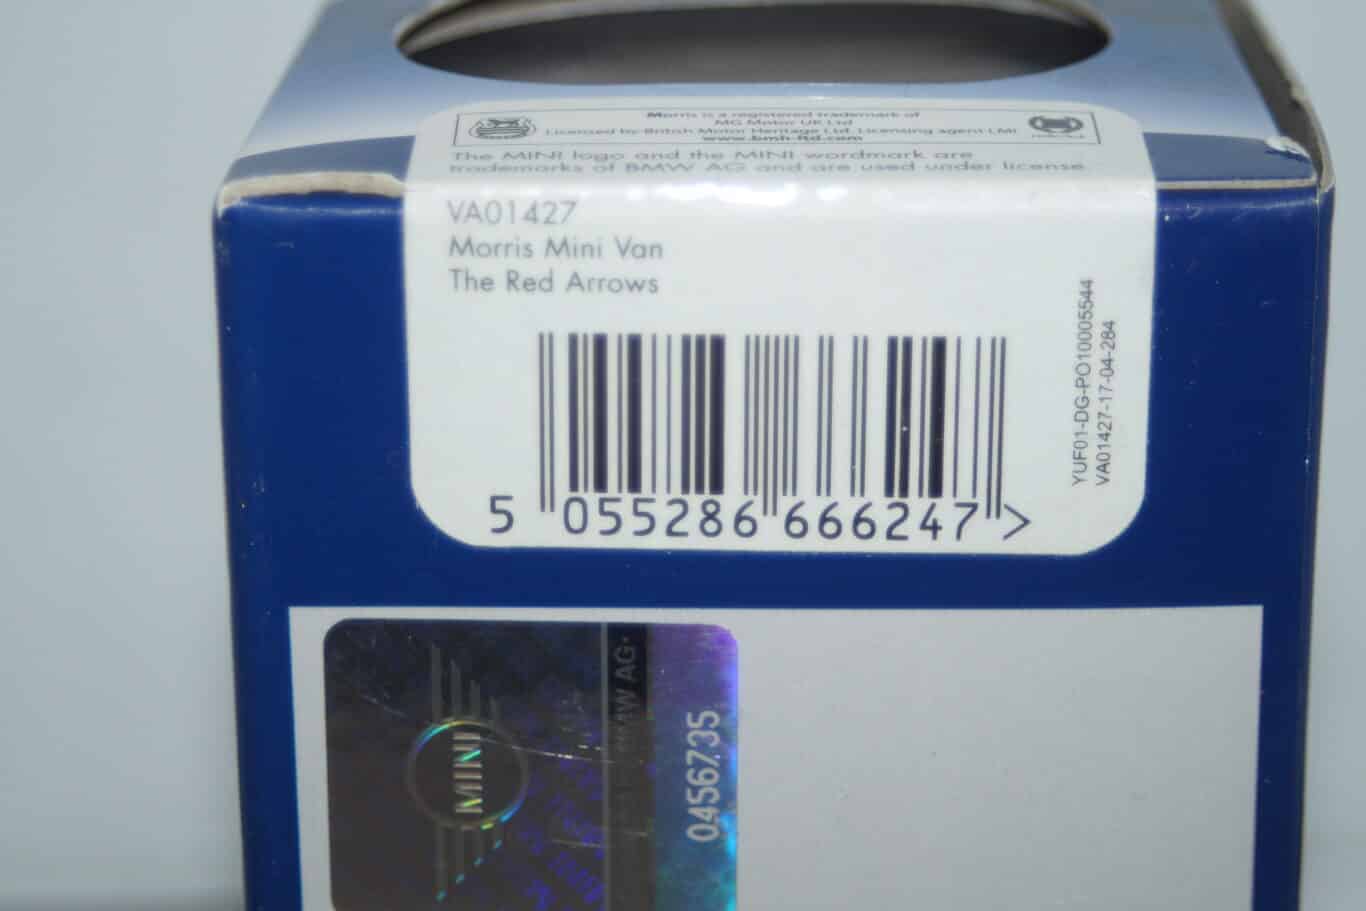 Morris is a registered trademark of
MG Motor UK Ltd
Licensed by British Motor Heritage Ltd. Licensing agent LMI
www.bmh-ltd.com
The MINI logo and the MINI wordmark are
trademarks of BMW AG and are used under license
VA01427
Morris Mini Van
The Red Arrows
5 055286 666247 >
YUF01-DG-PO10005544
VA01427-17-04-284
MINI
BMW AG
0456735